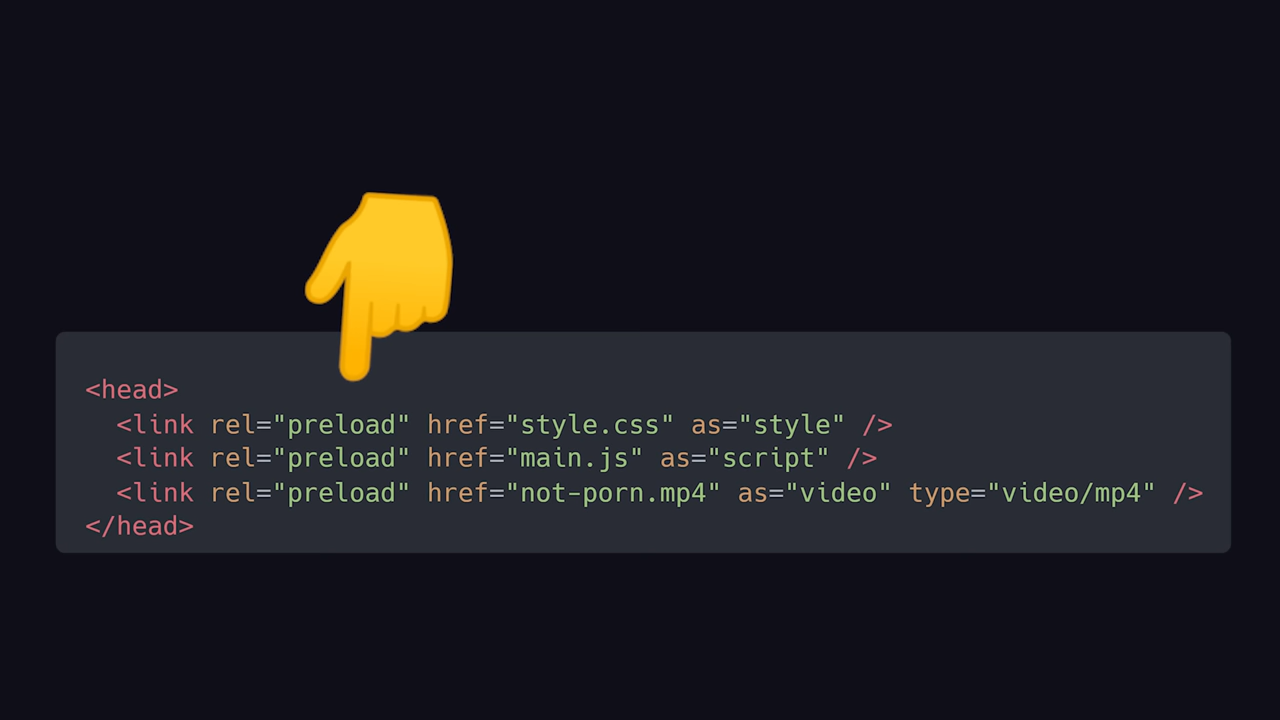 <head>
<link rel="preload" href="style.css" as="style" />
<link rel="preload" href="main.js" as="script" />
<link rel="preload" href="not-porn.mp4" as="video" type="video/mp4" />
</head>